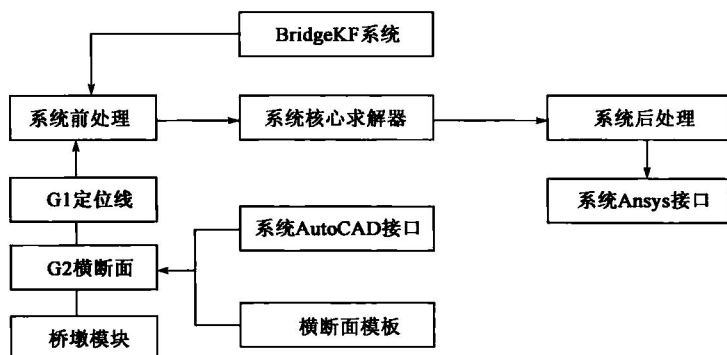 BridgeKF系统
系统前处理
系统核心求解器
系统后处理
G1定位线
系统Ansys接口
系统AutoCAD接口
G2横断面
桥墩模块
横断面模板